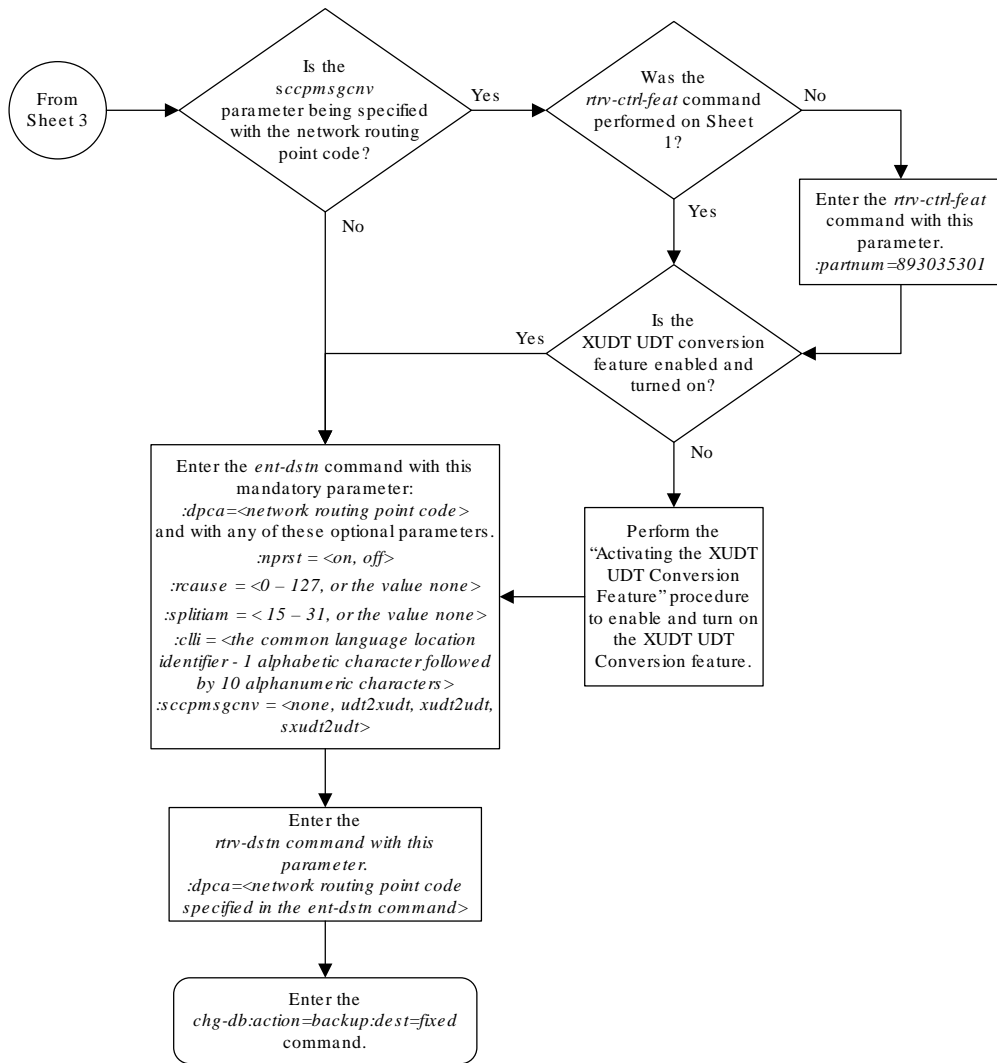 From
Sheet 3
Is the
sccpmsgcnv
parameter being specified
with the network routing
point code?
Yes
Was the
rtrv-ctrl-feat command
performed on Sheet
1?
No
Enter the rtrv-ctrl-feat
command with this
parameter.
:partnum=893035301
No
Yes
Is the
XUDT UDT conversion
feature enabled and
turned on?
Yes
No
Enter the ent-dstn command with this
mandatory parameter:
:dpca=<network routing point code>
and with any of these optional parameters.
:nprst = <on, off>
:rcause = <0 – 127, or the value none>
:splitiam = < 15 – 31, or the value none>
:clli = <the common language location
identifier - 1 alphabetic character followed
by 10 alphanumeric characters>
:sccpmsgcnv = <none, udt2xudt, xudt2udt,
sxudt2udt>
Perform the
“Activating the XUDT
UDT Conversion
Feature” procedure
to enable and turn on
the XUDT UDT
Conversion feature.
Enter the
rtrv-dstn command with this
parameter.
:dpca=<network routing point code
specified in the ent-dstn command>
Enter the
chg-db:action=backup:dest=fixed
command.